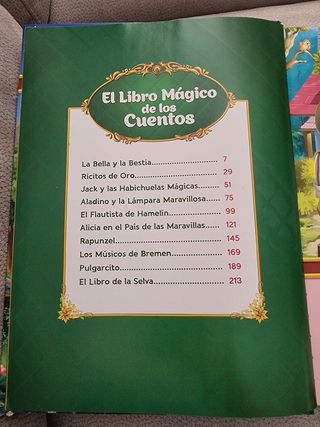 El Libro Mágico
de los
Cuentos
La Bella y la Bestia............................ 7
Ricitos de Oro.................................. 29
Jack y las Habichuelas Mágicas........ 51
Aladino y la Lámpara Maravillosa...... 75
El Flautista de Hamelin..................... 99
Alicia en el País de las Maravillas...... 121
Rapunzel.......................................... 145
Los Músicos de Bremen.................... 169
Pulgarcito......................................... 189
El Libro de la Selva........................... 213